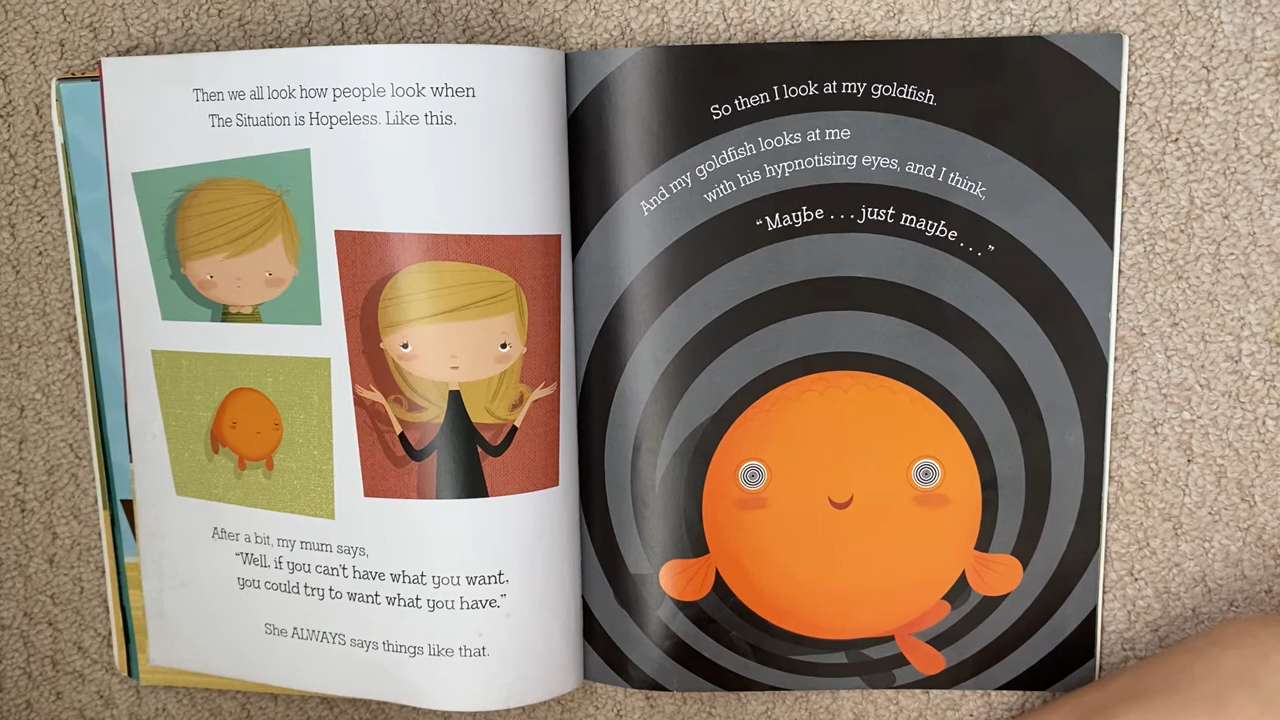 Then we all look how people look when
The Situation is Hopeless. Like this.
After a bit, my mum says,
“Well, if you can’t have what you want,
you could try to want what you have.”
She ALWAYS says things like that.
So then I look at my goldfish.
And my goldfish looks at me
with his hypnotising eyes, and I think,
“Maybe . . . just maybe . . .”